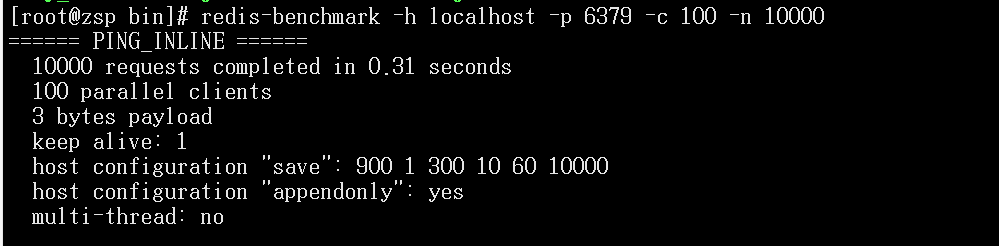 [root@zsp bin]# redis-benchmark -h localhost -p 6379 -c 100 -n 10000
====== PING_INLINE ======
10000 requests completed in 0.31 seconds
100 parallel clients
3 bytes payload
keep alive: 1
host configuration "save": 900 1 300 10 60 10000
host configuration "appendonly": yes
multi-thread: no